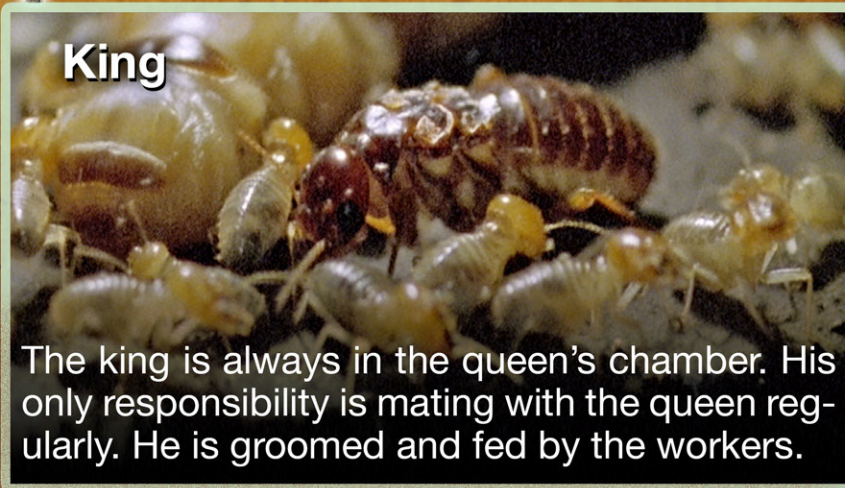 King
The king is always in the queen’s chamber. His
only responsibility is mating with the queen reg-
ularly. He is groomed and fed by the workers.